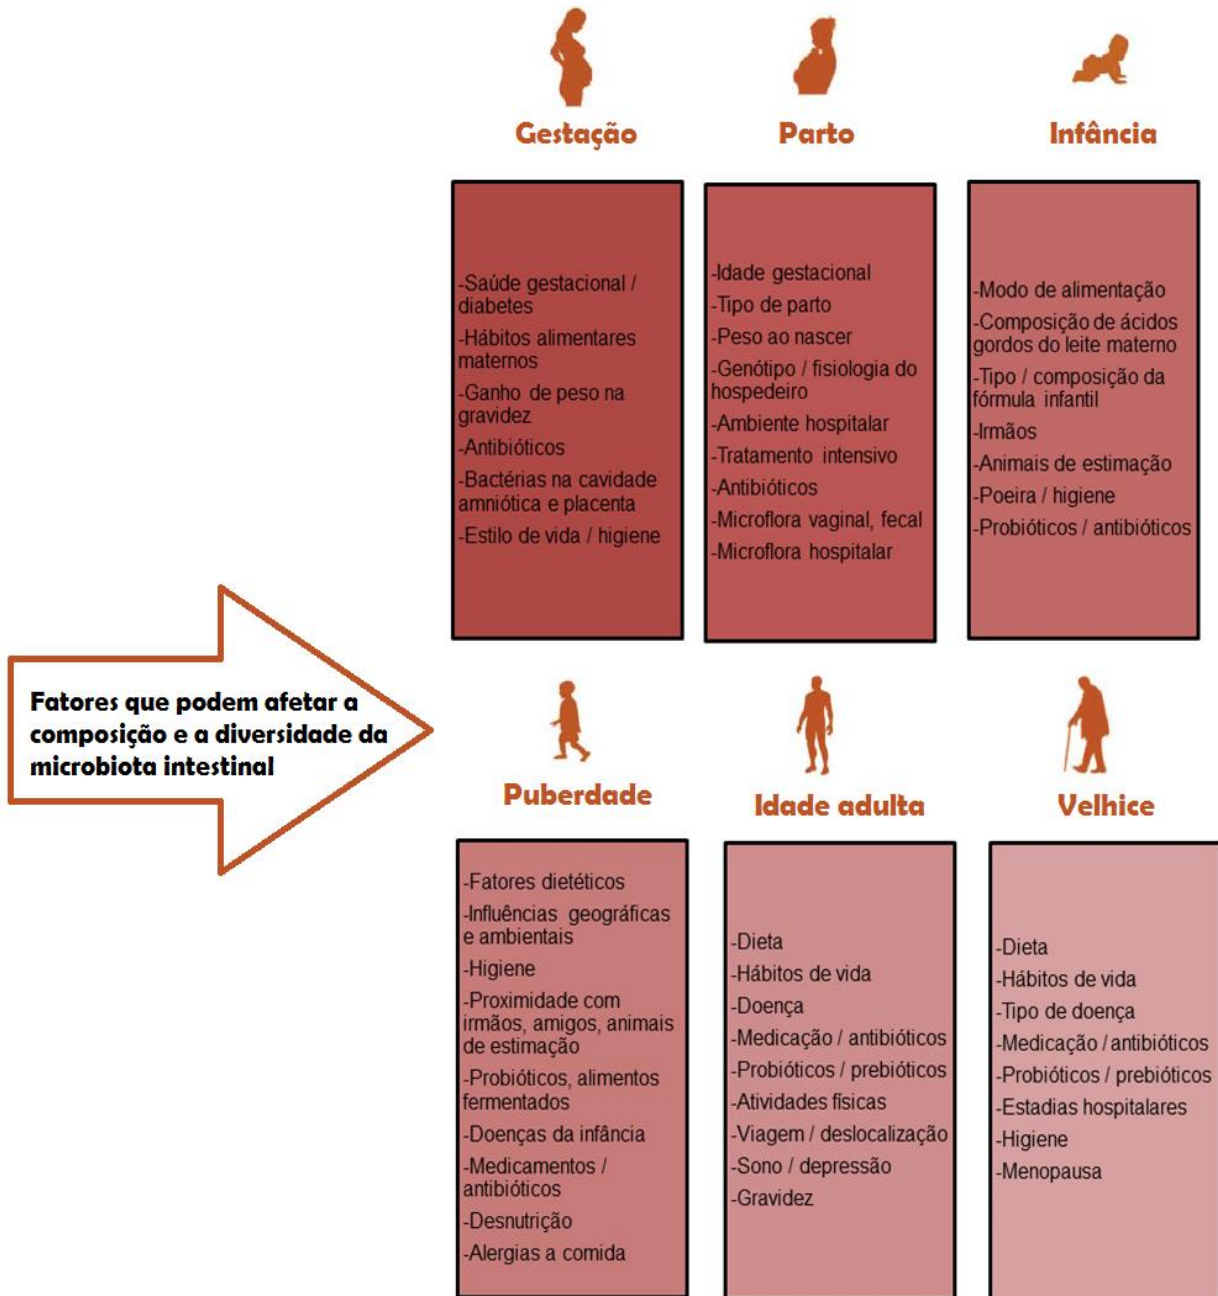 Gestação
Parto
Infância
-Saúde gestacional /
diabetes
-Hábitos alimentares
maternos
-Ganho de peso na
gravidez
-Antibióticos
-Bactérias na cavidade
amniótica e placenta
-Estilo de vida / higiene
-Idade gestacional
-Tipo de parto
-Peso ao nascer
-Genótipo / fisiologia do
hospedeiro
-Ambiente hospitalar
-Tratamento intensivo
-Antibióticos
-Microflora vaginal, fecal
-Microflora hospitalar
-Modo de alimentação
-Composição de ácidos
gordos do leite materno
-Tipo / composição da
fórmula infantil
-Irmãos
-Animais de estimação
-Poeira / higiene
-Probióticos / antibióticos
Fatores que podem afetar a
composição e a diversidade da
microbiota intestinal
Puberdade
Idade adulta
Velhice
-Fatores dietéticos
-Influências geográficas
e ambientais
-Higiene
-Proximidade com
irmãos, amigos, animais
de estimação
-Probióticos, alimentos
fermentados
-Doenças da infância
-Medicamentos /
antibióticos
-Desnutrição
-Alergias a comida
-Dieta
-Hábitos de vida
-Doença
-Medicação / antibióticos
-Probióticos / prebióticos
-Atividades físicas
-Viagem / deslocalização
-Sono / depressão
-Gravidez
-Dieta
-Hábitos de vida
-Tipo de doença
-Medicação / antibióticos
-Probióticos / prebióticos
-Estadias hospitalares
-Higiene
-Menopausa